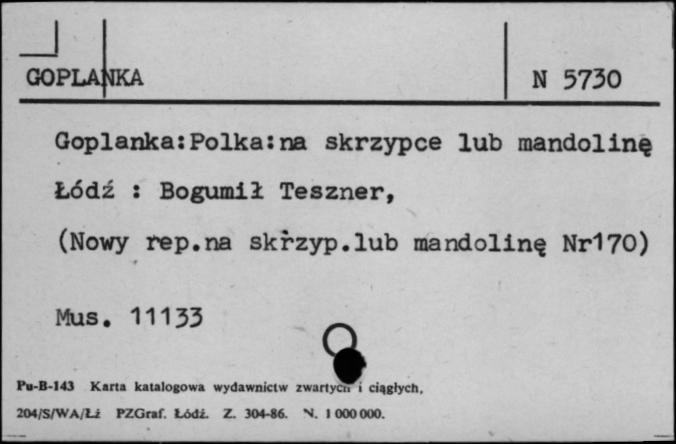 GOPLANKA N 5730
Goplanka:Polka:na skrzypce lub mandolinę
Łódź : Bogumił Teszner,
(Nowy rep.na skrzyp.lub mandolinę Nr170)
Mus. 11133
Pu-B-143 Karta katalogowa wydawnictw zwartych i ciągłych,
204/S/WA/Łź PZGraf. Łódź. Z. 304-86. N. 1 000 000.